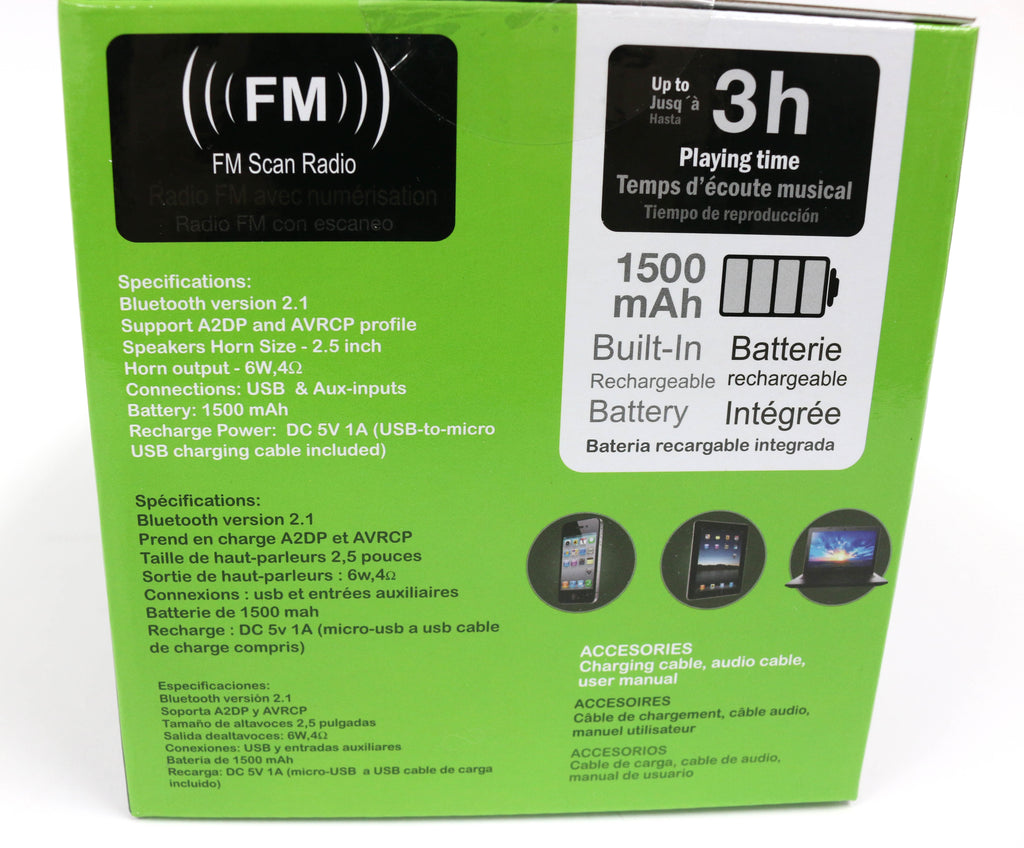 ((( FM )))
FM Scan Radio
Radio FM avec numérisation
Radio FM con escaneo
Specifications:
Bluetooth version 2.1
Support A2DP and AVRCP profile
Speakers Horn Size - 2.5 inch
Horn output - 6W,4Ω
Connections: USB & Aux-inputs
Battery: 1500 mAh
Recharge Power: DC 5V 1A (USB-to-micro
USB charging cable included)
Spécifications:
Bluetooth version 2.1
Prend en charge A2DP et AVRCP
Taille de haut-parleurs 2,5 pouces
Sortie de haut-parleurs : 6w,4Ω
Connexions : usb et entrées auxiliaires
Batterie de 1500 mah
Recharge : DC 5v 1A (micro-usb a usb cable
de charge compris)
Especificaciones:
Bluetooth versión 2.1
Soporta A2DP y AVRCP
Tamaño de altavoces 2,5 pulgadas
Salida dealtavoces: 6W,4Ω
Conexiones: USB y entradas auxiliares
Bateria de 1500 mAh
Recarga: DC 5V 1A (micro-USB a USB cable de carga
incluido)
Up to
Jusq´à
Hasta
3h
Playing time
Temps d'écoute musical
Tiempo de reproducción
1500
mAh
Built-In
Rechargeable
Battery
Batterie
rechargeable
Intégrée
Bateria recargable integrada
ACCESORIES
Charging cable, audio cable,
user manual
ACCESOIRES
Câble de chargement, câble audio,
manuel utilisateur
ACCESORIOS
Cable de carga, cable de audio,
manual de usuario